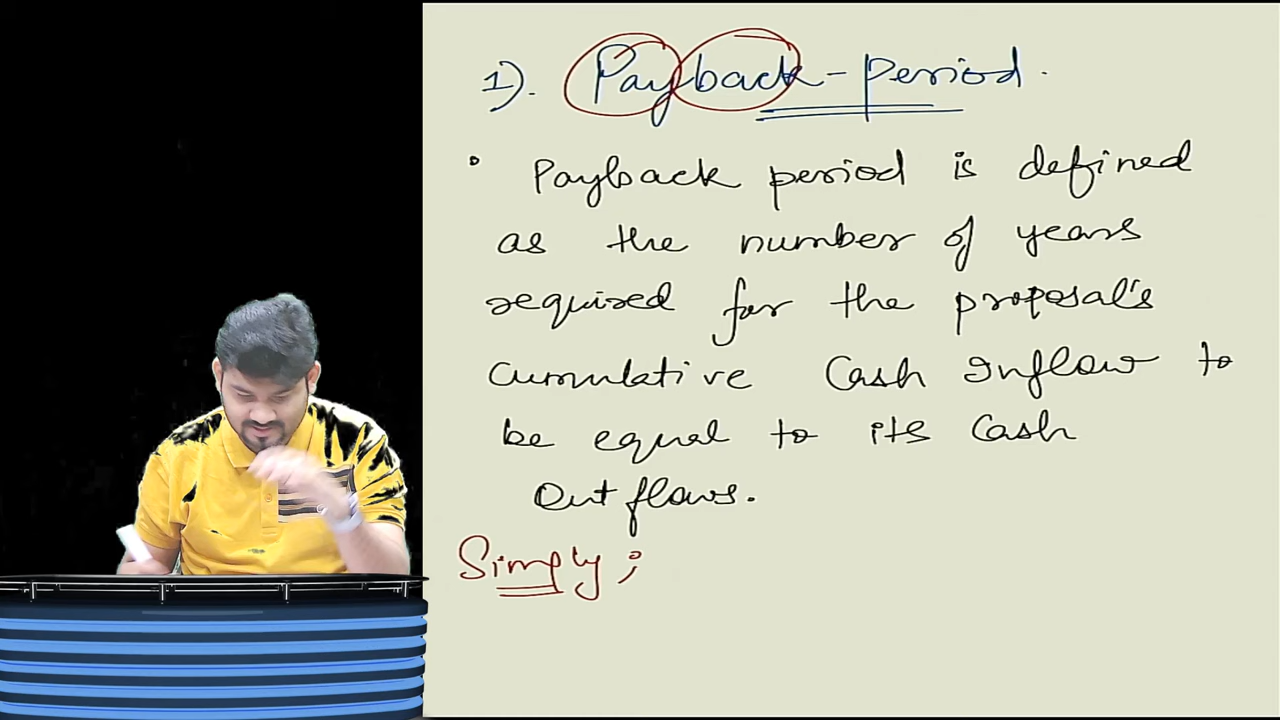 1). Payback-period.
• Payback period is defined
as the number of years
required for the proposal's
cumulative Cash Inflow to
be equal to its Cash
Outflows.
Simply;